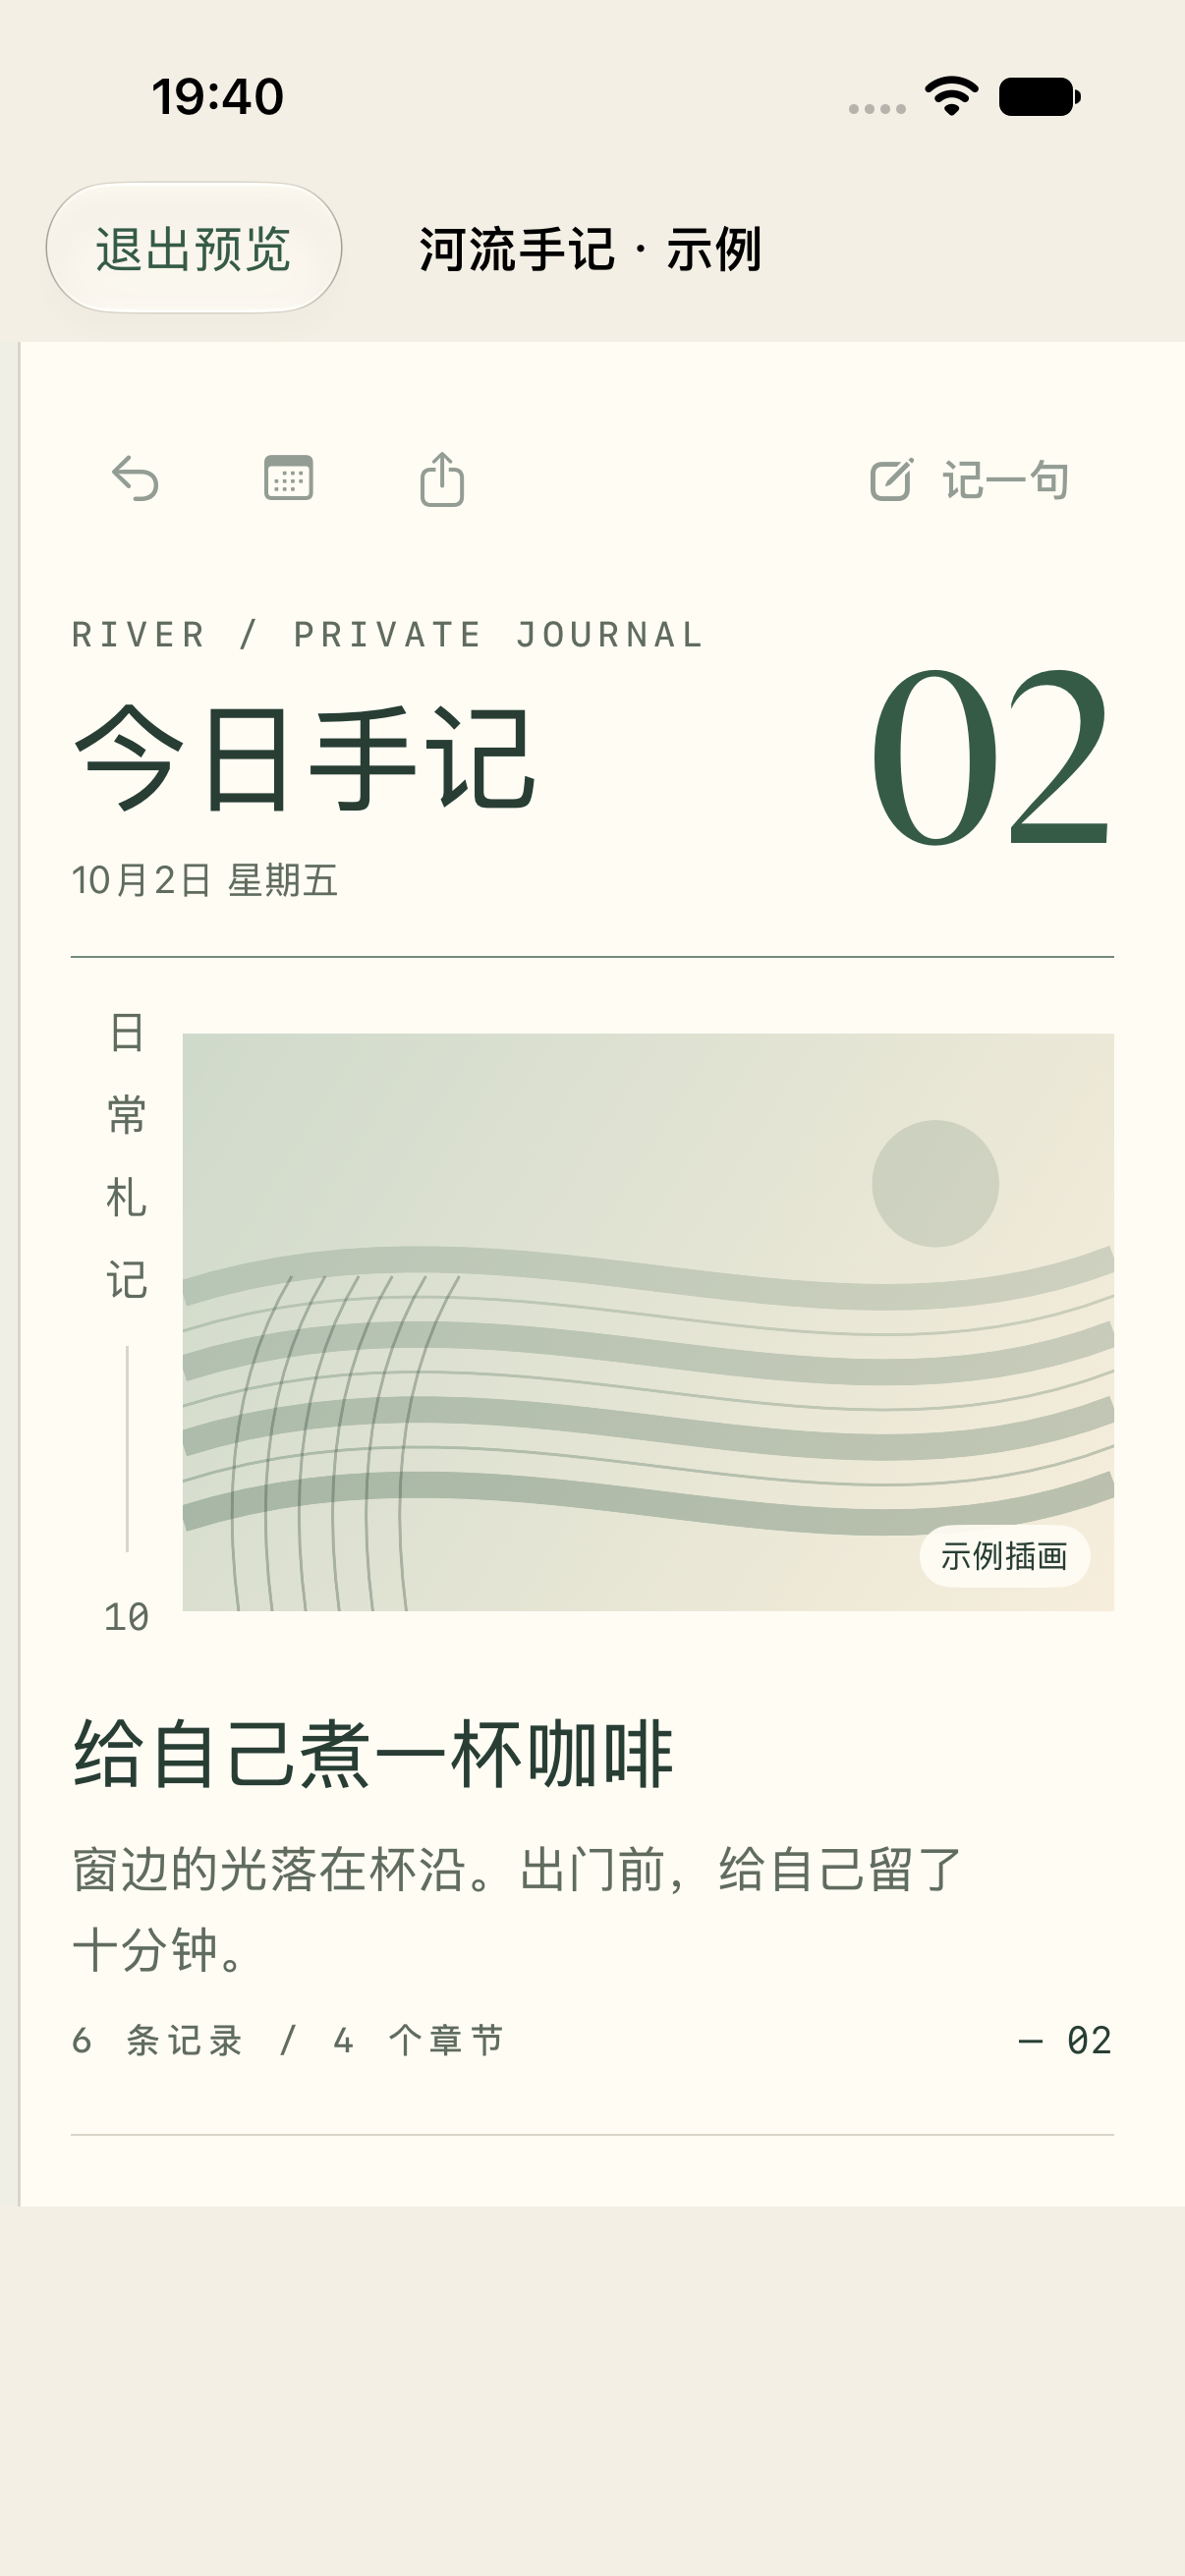 19:40
退出预览
河流手记 · 示例
记一句
RIVER / PRIVATE JOURNAL
今日手记
02
10月2日 星期五
日常札记
10
示例插画
给自己煮一杯咖啡
窗边的光落在杯沿。出门前，给自己留了
十分钟。
6 条记录 / 4 个章节
— 02